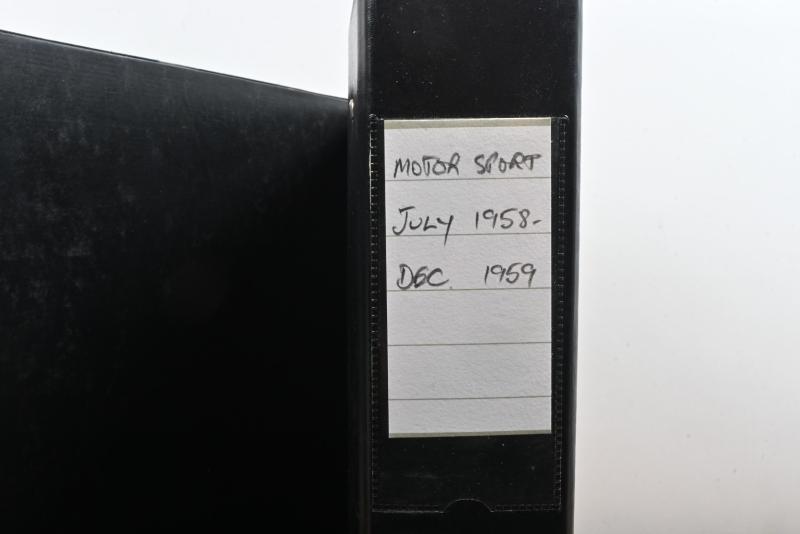 MOTOR SPORT
JULY 1958-
DEC. 1959